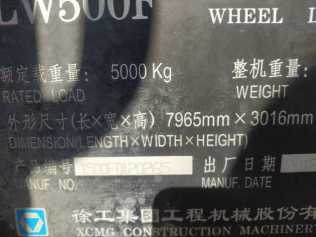 LW500F WHEEL L
额定载重量: 5000 Kg 整机重量:
RATED LOAD WEIGHT
外形尺寸(长×宽×高) 7965mm × 3016mm
DIMENSION/LENGTH×WIDTH×HEIGHT)
产品编号 出厂日期
MANUF. NO. MANUF. DATE
徐工集团工程机械股份有
XCMG CONSTRUCTION MACHINERY